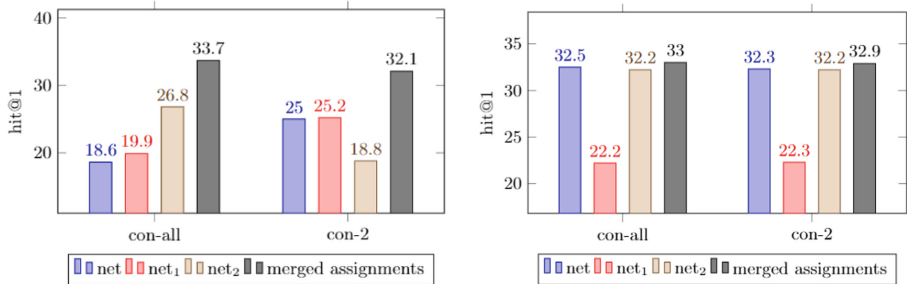 40
30
20
hit@1
18.6
19.9
26.8
33.7
25
25.2
18.8
32.1
con-all
con-2
net net₁ net₂ merged assignments
35
30
25
20
hit@1
32.5
22.2
32.2
33
32.3
22.3
32.2
32.9
con-all
con-2
net net₁ net₂ merged assignments